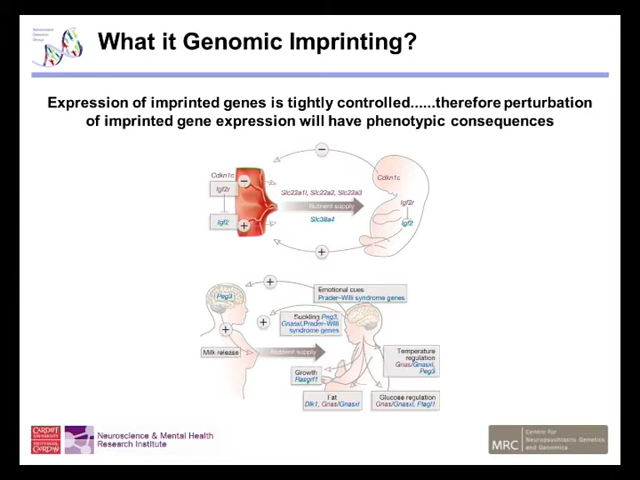 What it Genomic Imprinting?
Expression of imprinted genes is tightly controlled......therefore perturbation
of imprinted gene expression will have phenotypic consequences
Cdkn1c
Igf2r
Igf2
Slc22a1l, Slc22a2, Slc22a3
Nutrient supply
Slc38a4
Cdkn1c
Igf2r
Igf2
Peg3
Emotional cues
Prader–Willi syndrome genes
Suckling Peg3,
Gnasxl, Prader–Willi
syndrome genes
Milk release
Nutrient supply
Temperature
regulation
Gnas/Gnasxl,
Peg3
Growth
Rasgrf1
Fat
Dlk1, Gnas/Gnasxl
Glucose regulation
Gnas/Gnasxl, Plagl1
CARDIFF
UNIVERSITY
PRIFYSGOL
CAERDYDD
Neuroscience & Mental Health
Research Institute
MRC
Centre for
Neuropsychiatric Genetics
and Genomics